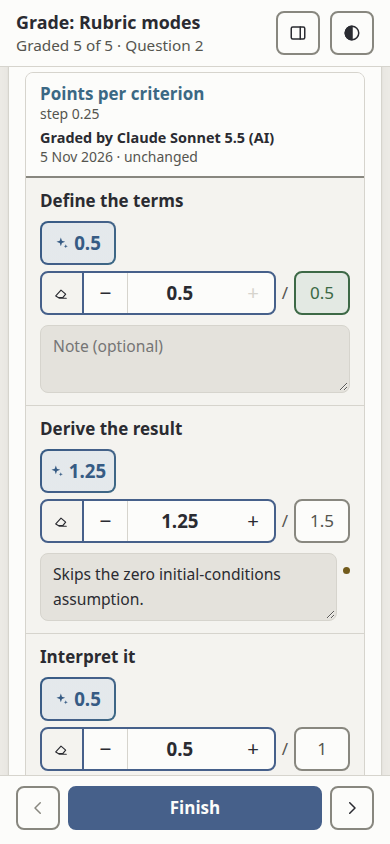 Grade: Rubric modes
Graded 5 of 5 · Question 2
Points per criterion
step 0.25
Graded by Claude Sonnet 5.5 (AI)
5 Nov 2026 · unchanged
Define the terms
0.5
− 0.5 + / 0.5
Note (optional)
Derive the result
1.25
− 1.25 + / 1.5
Skips the zero initial-conditions
assumption.
Interpret it
0.5
− 0.5 + / 1
Finish